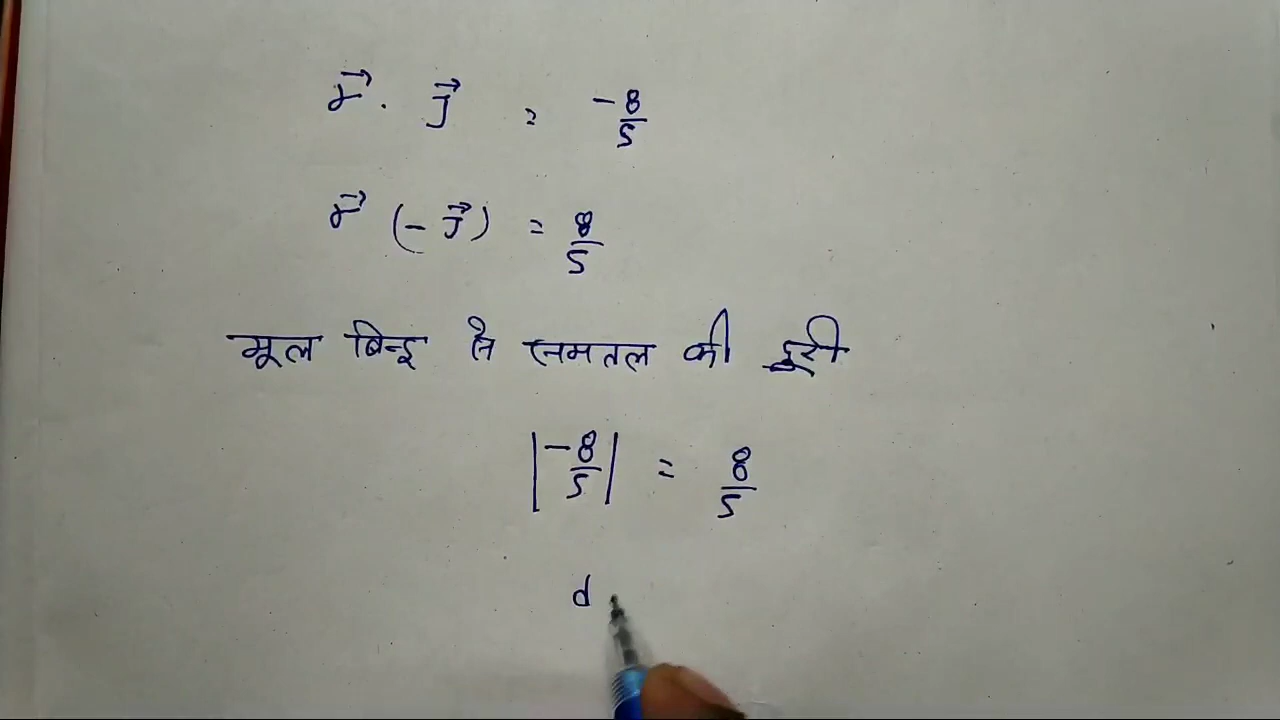 r⃗ . J⃗ = -8/5
r⃗ (-J⃗) = 8/5
मूल बिन्दु से समतल की दूरी
|-8/5| = 8/5
d